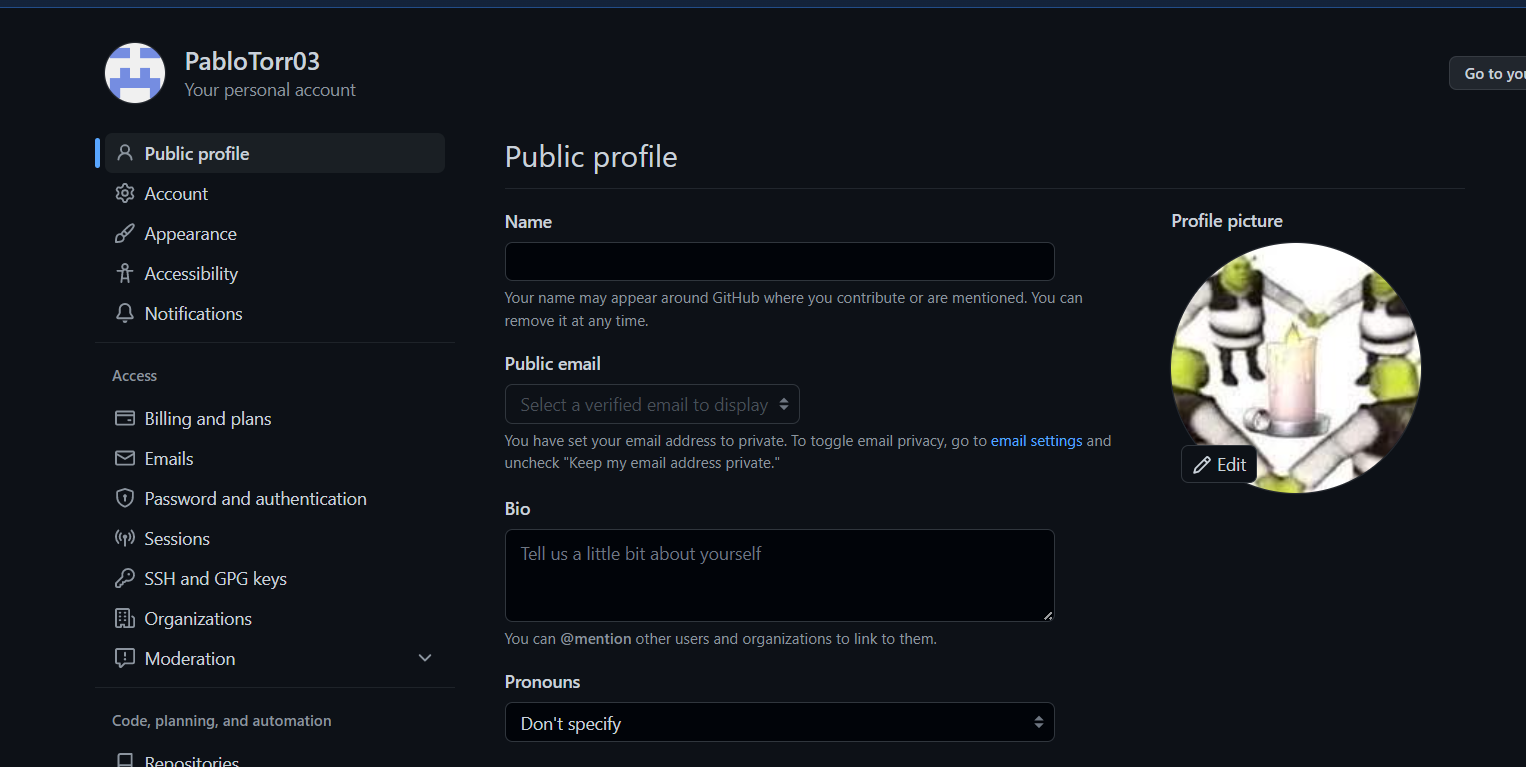 PabloTorr03
Your personal account
Go to
Public profile
Account
Appearance
Accessibility
Notifications
Access
Billing and plans
Emails
Password and authentication
Sessions
SSH and GPG keys
Organizations
Moderation
Code, planning, and automation
Repositories
Public profile
Name
Your name may appear around GitHub where you contribute or are mentioned. You can
remove it at any time.
Public email
Select a verified email to display
You have set your email address to private. To toggle email privacy, go to email settings and
uncheck "Keep my email address private."
Bio
Tell us a little bit about yourself
You can @mention other users and organizations to link to them.
Pronouns
Don't specify
Profile picture
Edit